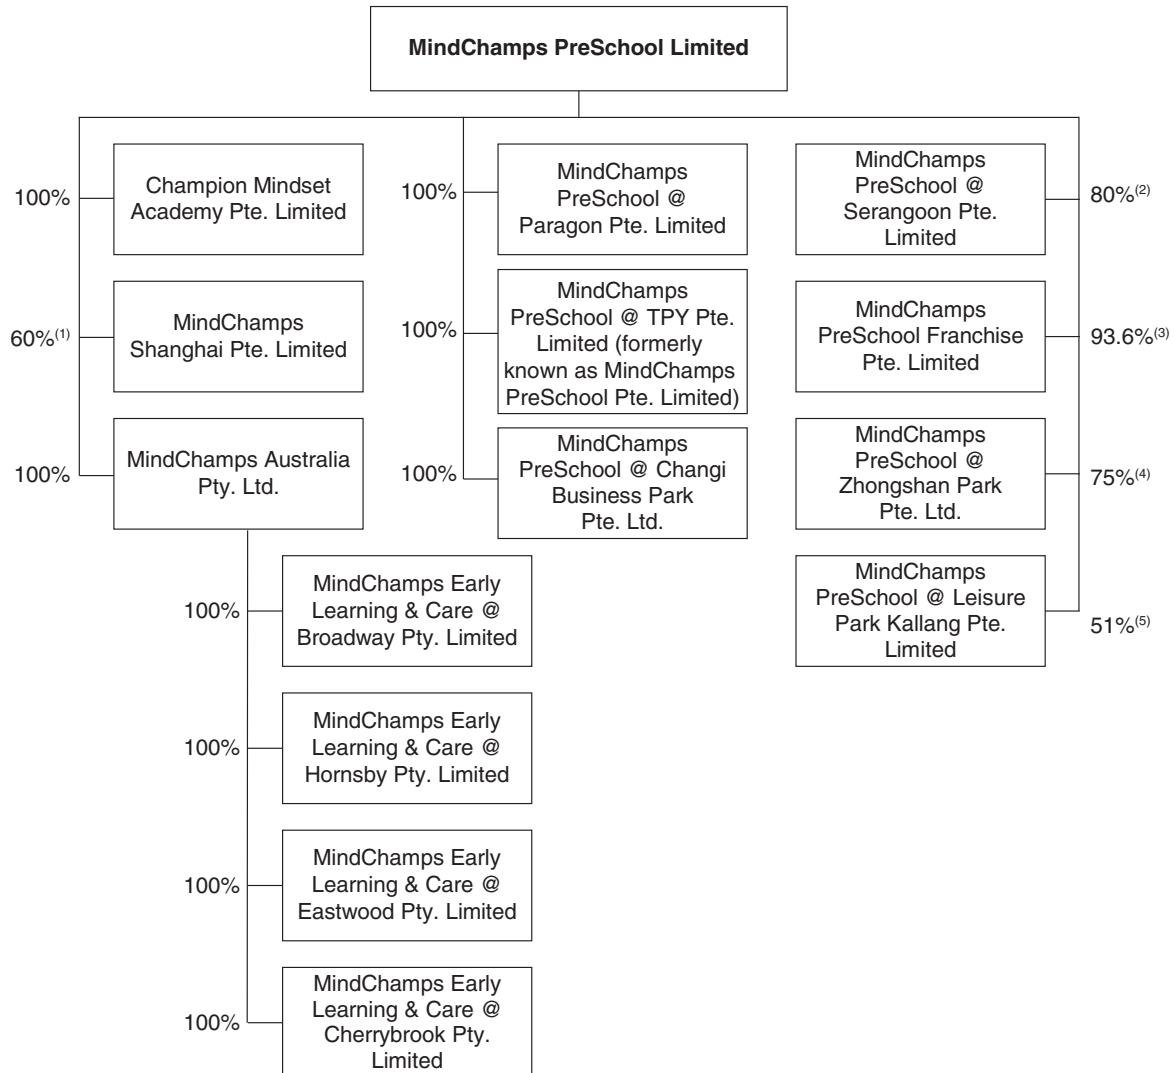 MindChamps PreSchool Limited
100%
Champion Mindset
Academy Pte. Limited
60%(1)
MindChamps
Shanghai Pte. Limited
100%
MindChamps Australia
Pty. Ltd.
100%
MindChamps Early
Learning & Care @
Broadway Pty. Limited
100%
MindChamps Early
Learning & Care @
Hornsby Pty. Limited
100%
MindChamps Early
Learning & Care @
Eastwood Pty. Limited
100%
MindChamps Early
Learning & Care @
Cherrybrook Pty.
Limited
100%
MindChamps
PreSchool @
Paragon Pte. Limited
100%
MindChamps
PreSchool @ TPY Pte.
Limited (formerly
known as MindChamps
PreSchool Pte. Limited)
100%
MindChamps
PreSchool @ Changi
Business Park
Pte. Ltd.
MindChamps
PreSchool @
Serangoon Pte.
Limited
80%(2)
MindChamps
PreSchool Franchise
Pte. Limited
93.6%(3)
MindChamps
PreSchool @
Zhongshan Park
Pte. Ltd.
75%(4)
MindChamps
PreSchool @ Leisure
Park Kallang Pte.
Limited
51%(5)